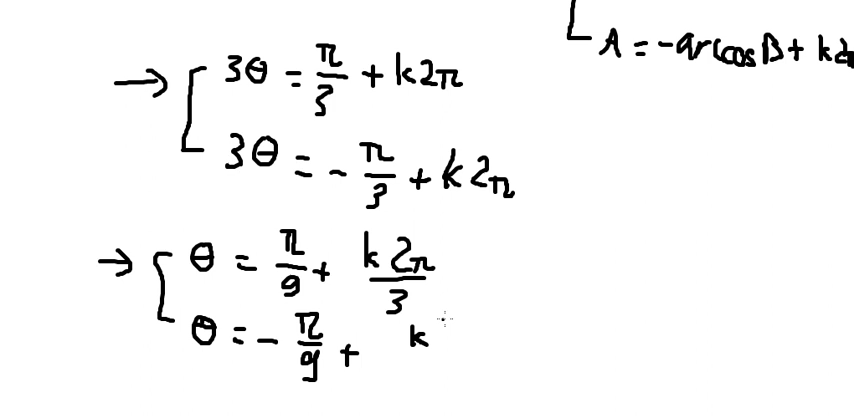 A = -arccos B + k2π
→ [ 3θ = π/3 + k2π
3θ = - π/3 + k2π
→ [ θ = π/9 + k2π/3
θ = - π/9 + k